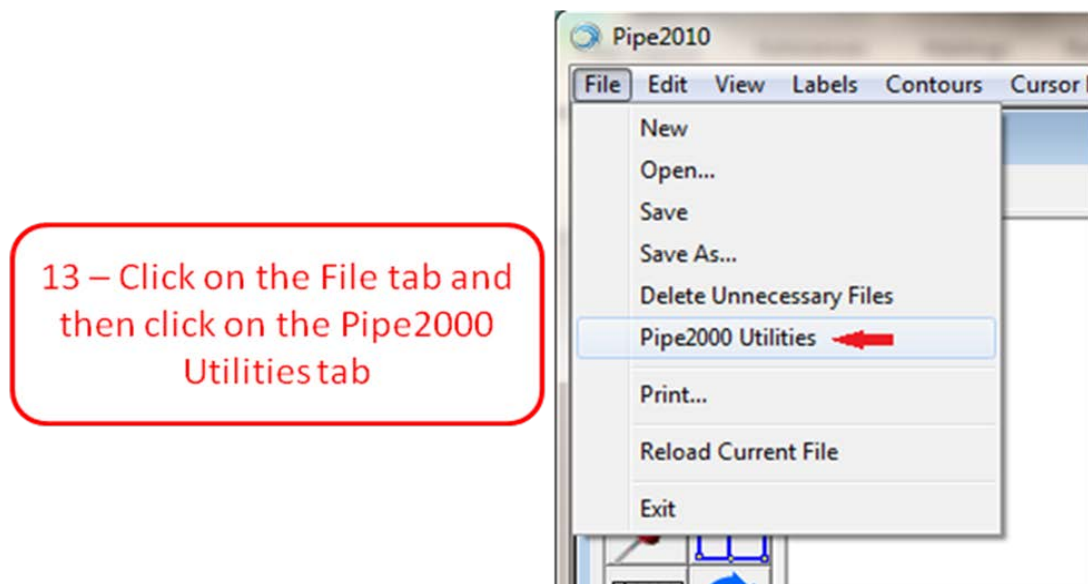 Pipe2010
File Edit View Labels Contours Cursor
New
Open...
Save
Save As...
Delete Unnecessary Files
Pipe2000 Utilities
Print...
Reload Current File
Exit
13 – Click on the File tab and
then click on the Pipe2000
Utilities tab